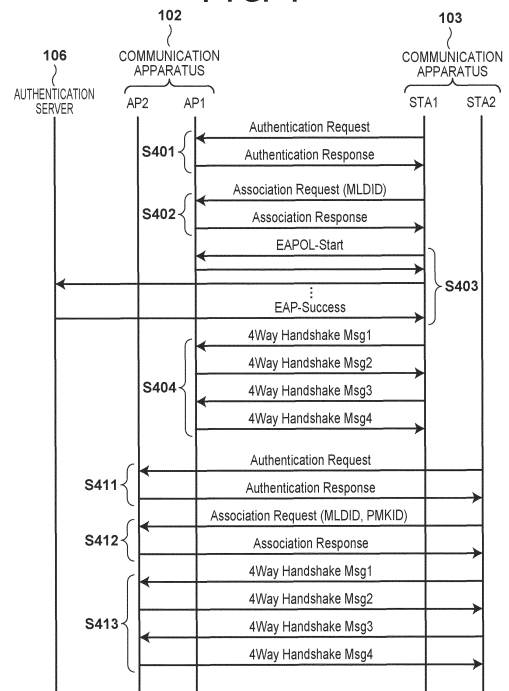 102
103
106
COMMUNICATION
APPARATUS
COMMUNICATION
APPARATUS
AUTHENTICATION
SERVER
AP2
AP1
STA1
STA2
Authentication Request
S401
Authentication Response
Association Request (MLDID)
S402
Association Response
EAPOL-Start
S403
EAP-Success
4Way Handshake Msg1
4Way Handshake Msg2
S404
4Way Handshake Msg3
4Way Handshake Msg4
Authentication Request
S411
Authentication Response
Association Request (MLDID, PMKID)
S412
Association Response
4Way Handshake Msg1
4Way Handshake Msg2
S413
4Way Handshake Msg3
4Way Handshake Msg4